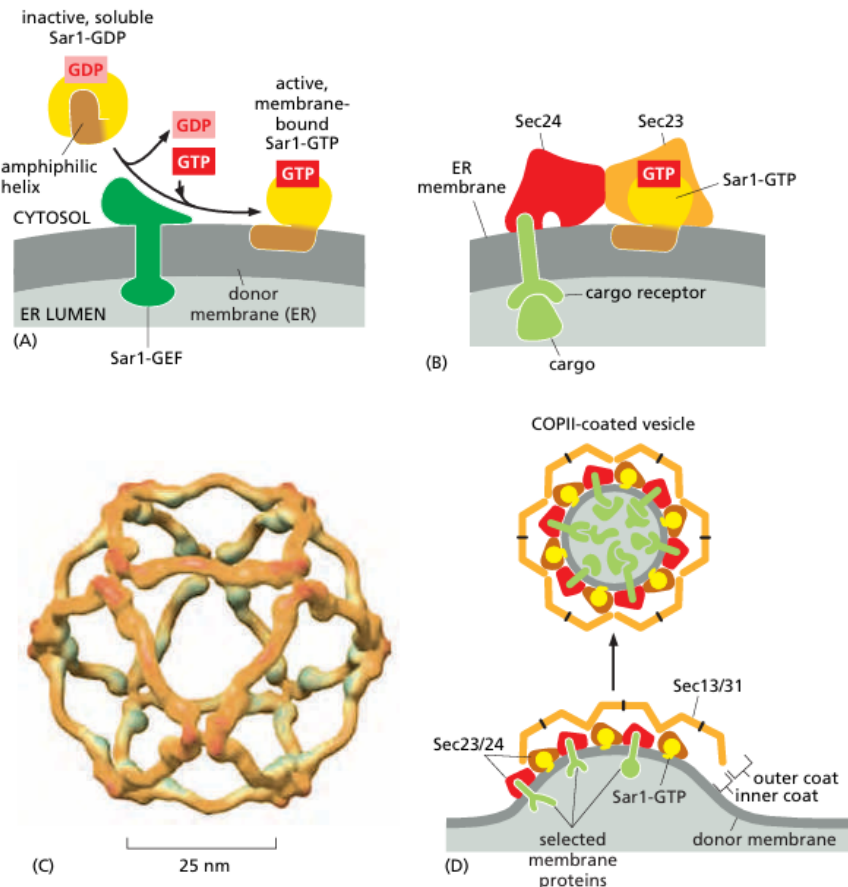 inactive, soluble
Sar1-GDP
GDP
amphiphilic
helix
GDP
GTP
active,
membrane-
bound
Sar1-GTP
GTP
CYTOSOL
donor
membrane (ER)
ER LUMEN
(A)
Sar1-GEF
Sec24
Sec23
ER
membrane
GTP
Sar1-GTP
cargo receptor
(B)
cargo
25 nm
(C)
COPII-coated vesicle
Sec13/31
Sec23/24
outer coat
inner coat
Sar1-GTP
selected
membrane
proteins
donor membrane
(D)